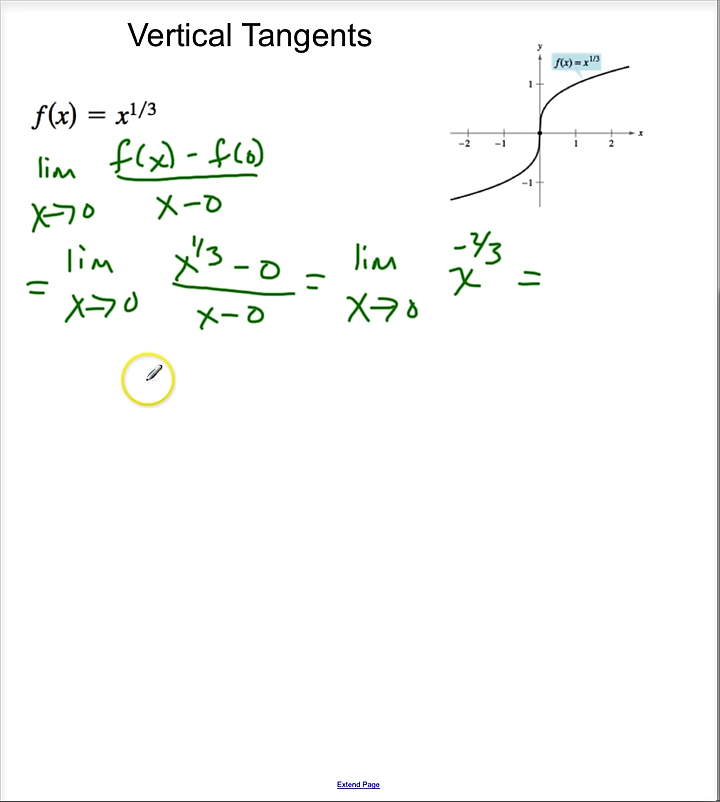 Vertical Tangents
y
f(x) = x^{1/3}
1
x
-2 -1 1 2
-1
f(x) = x^{1/3}
lim f(x) - f(0)
x→0 x-0
= lim x^{1/3} - 0 = lim x^{-2/3} =
x→0 x-0 x→0
Extend Page